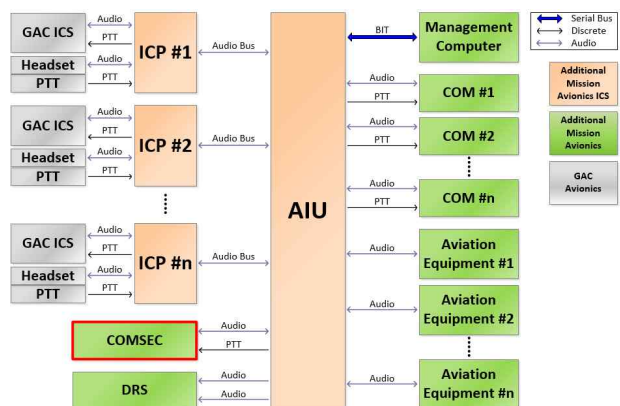 Audio
GAC ICS
PTT
Headset
Audio
PTT
PTT
ICP #1
Audio Bus
Audio
GAC ICS
PTT
Headset
Audio
PTT
PTT
ICP #2
Audio Bus
Audio
GAC ICS
PTT
Headset
Audio
PTT
PTT
ICP #n
Audio Bus
COMSEC
Audio
PTT
DRS
Audio
Audio
AIU
BIT
Management
Computer
Audio
PTT
COM #1
Audio
PTT
COM #2
Audio
PTT
COM #n
Audio
Aviation
Equipment #1
Audio
Aviation
Equipment #2
Audio
Aviation
Equipment #n
Serial Bus
Discrete
Audio
Additional
Mission
Avionics ICS
Additional
Mission
Avionics
GAC
Avionics